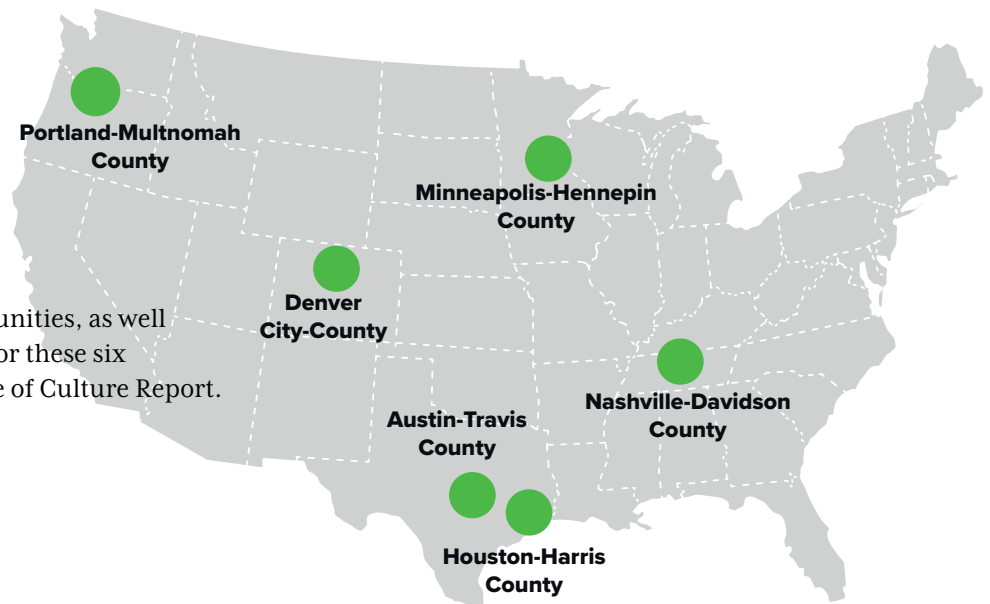 Portland-Multnomah
County
Minneapolis-Hennepin
County
Denver
City-County
unities, as well
or these six
e of Culture Report.
Nashville-Davidson
County
Austin-Travis
County
Houston-Harris
County